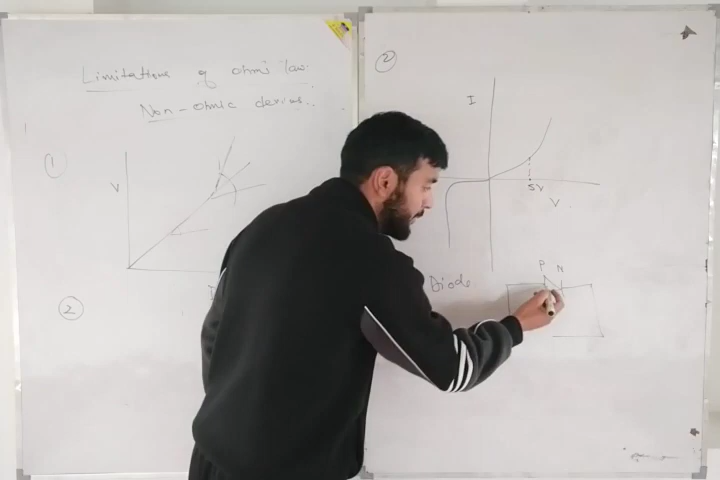 Limitations of ohm's law.
Non-ohmic devices.
①
V
②
②
I
5V
V
Diode
P N